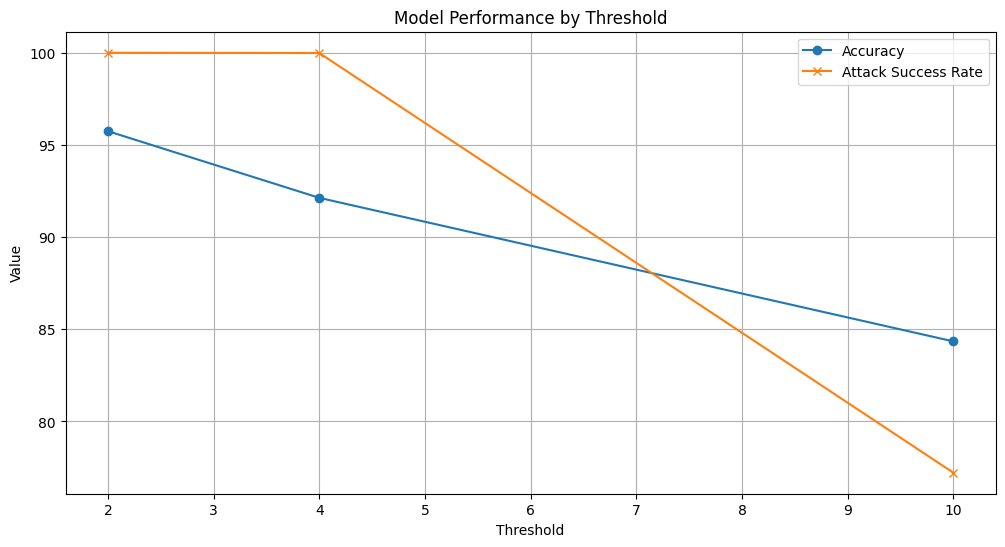 Model Performance by Threshold
Accuracy
Attack Success Rate
100
95
90
85
80
Value
2 3 4 5 6 7 8 9 10
Threshold